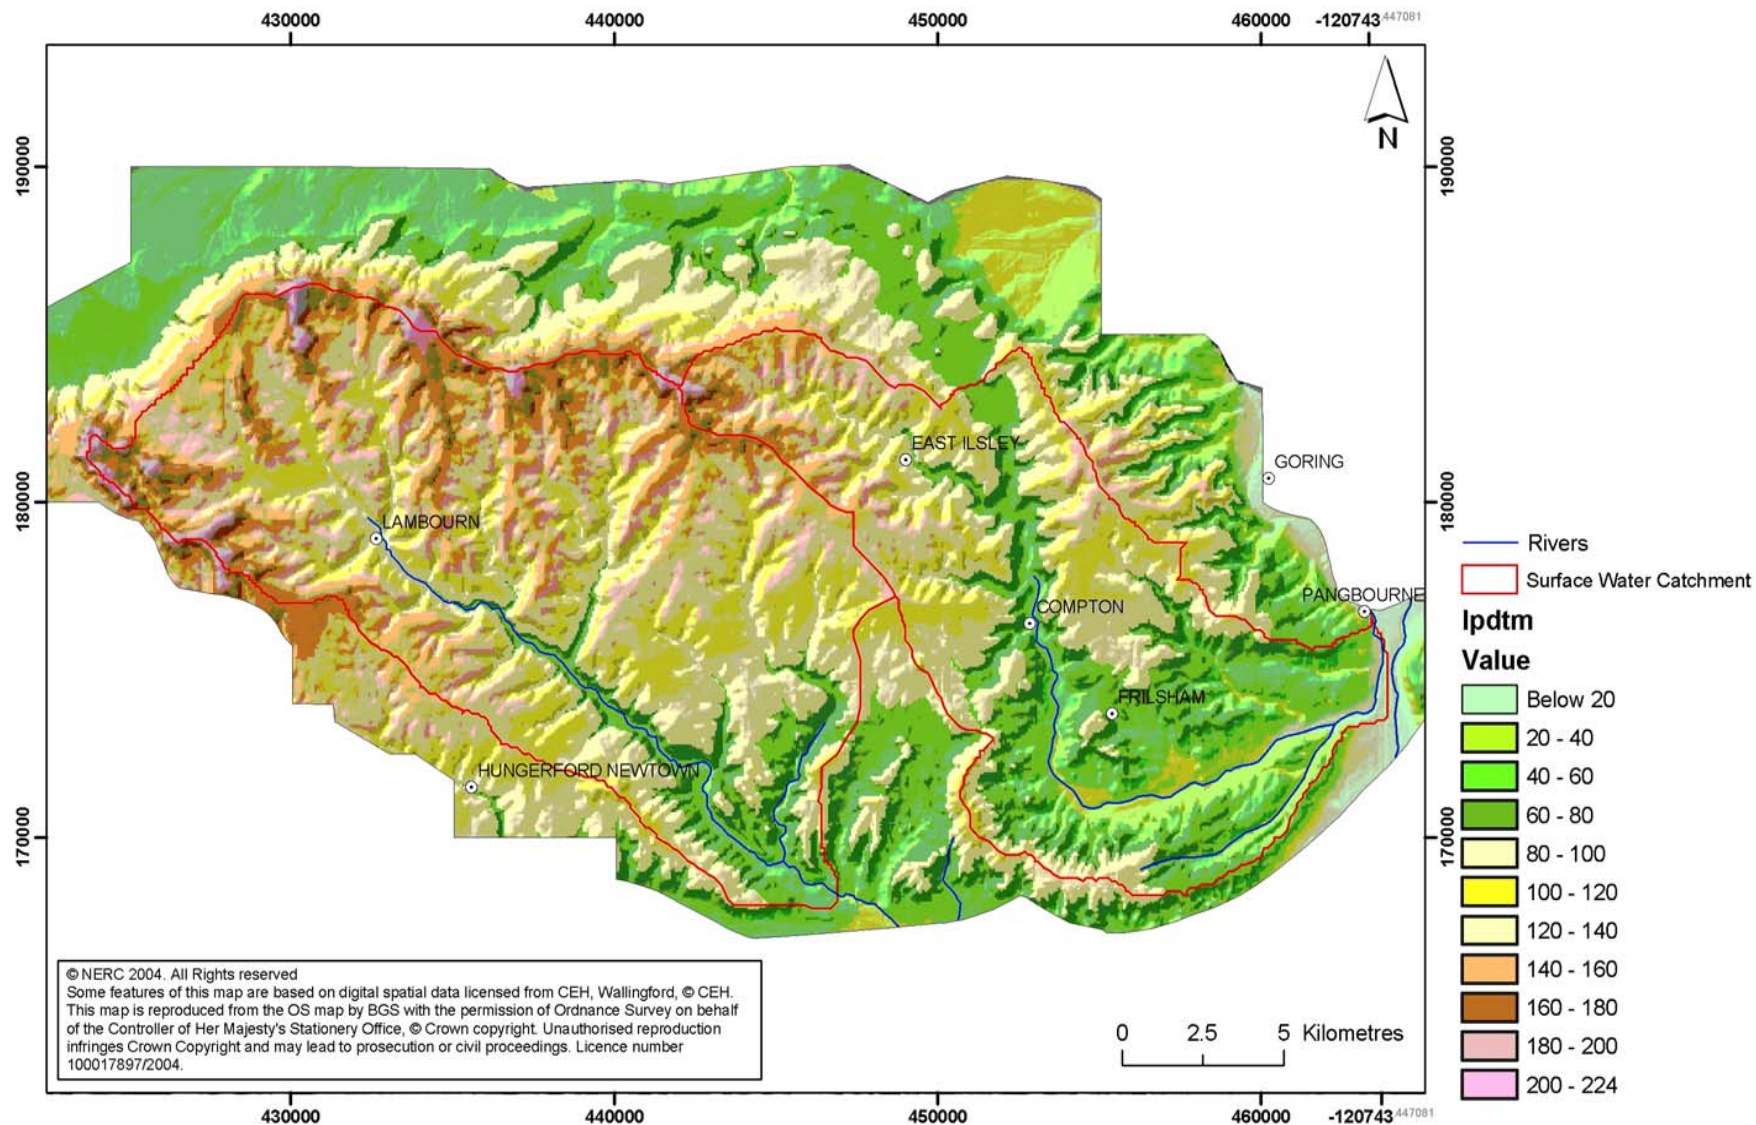 430000 440000 450000 460000 -120743.447081
N
190000 190000
EAST ILSLEY
GORING
180000 180000
LAMBOURN
Rivers
Surface Water Catchment
PANGBOURNE
COMPTON
lpdtm
Value
FRILSHAM
Below 20
20 - 40
HUNGERFORD NEWTOWN
40 - 60
60 - 80
170000 170000
80 - 100
100 - 120
120 - 140
140 - 160
160 - 180
180 - 200
200 - 224
© NERC 2004. All Rights reserved
Some features of this map are based on digital spatial data licensed from CEH, Wallingford, © CEH.
This map is reproduced from the OS map by BGS with the permission of Ordnance Survey on behalf
of the Controller of Her Majesty's Stationery Office, © Crown copyright. Unauthorised reproduction
infringes Crown Copyright and may lead to prosecution or civil proceedings. Licence number
100017897/2004.
0 2.5 5 Kilometres
430000 440000 450000 460000 -120743.447081